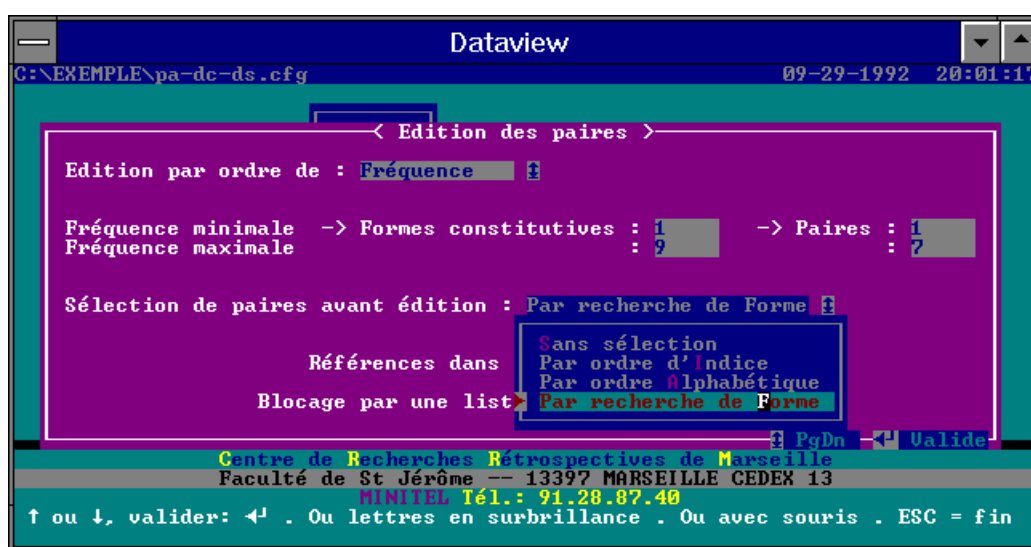 Dataview
C:\EXEMPLE\pa-dc-ds.cfg 09-29-1992 20:01:17
< Edition des paires >
Edition par ordre de : Fréquence
Fréquence minimale -> Formes constitutives : 1 -> Paires : 1
Fréquence maximale : 9 : 7
Sélection de paires avant édition : Par recherche de Forme
Sans sélection
Références dans Par ordre d'Indice
Par ordre Alphabétique
Blocage par une list Par recherche de Forme
PgDn Valide
Centre de Recherches Rétrospectives de Marseille
Faculté de St Jérôme -- 13397 MARSEILLE CEDEX 13
MINITEL Tél.: 91.28.87.40
↑ ou ↓, valider: ↵ . Ou lettres en surbrillance . Ou avec souris . ESC = fin